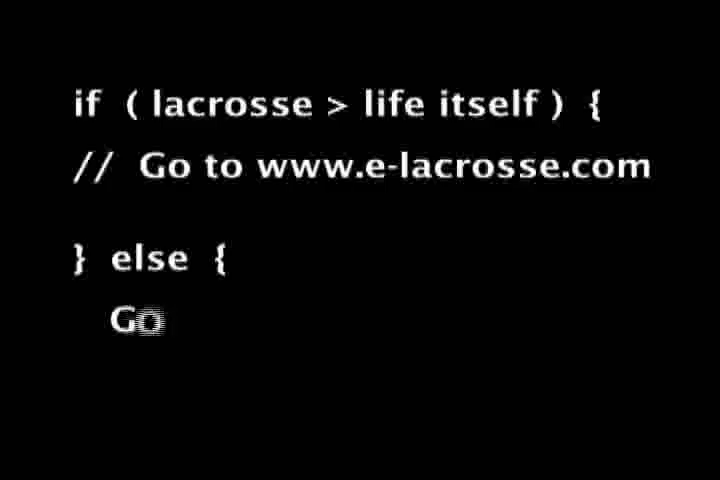 if ( lacrosse > life itself ) {
// Go to www.e-lacrosse.com
} else {
Go